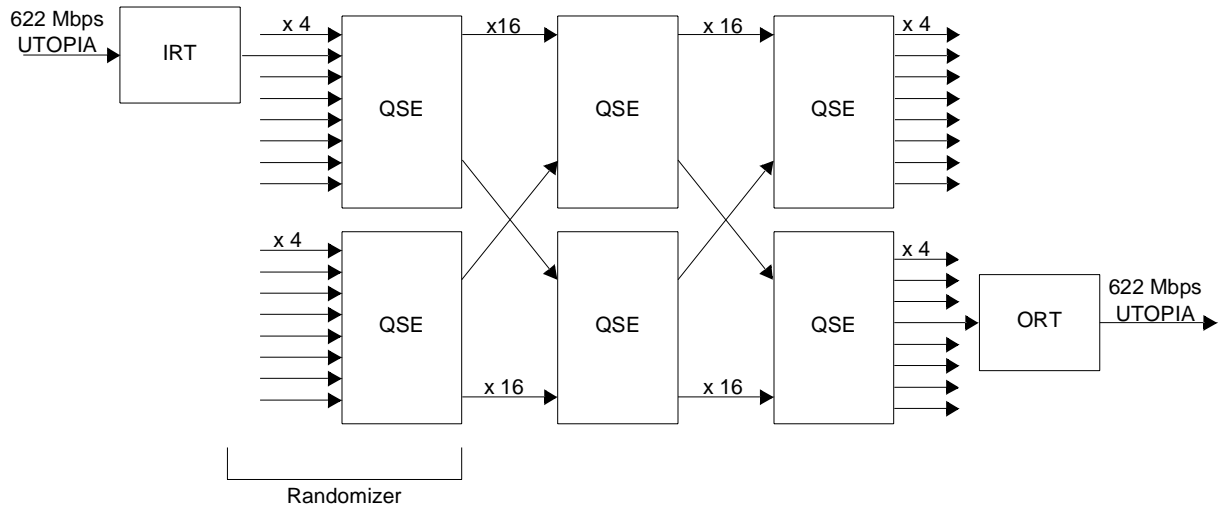 622 Mbps
UTOPIA
IRT
x 4
QSE
x16
QSE
x 16
QSE
x 4
x 4
QSE
x 16
QSE
x 16
QSE
x 4
ORT
622 Mbps
UTOPIA
Randomizer